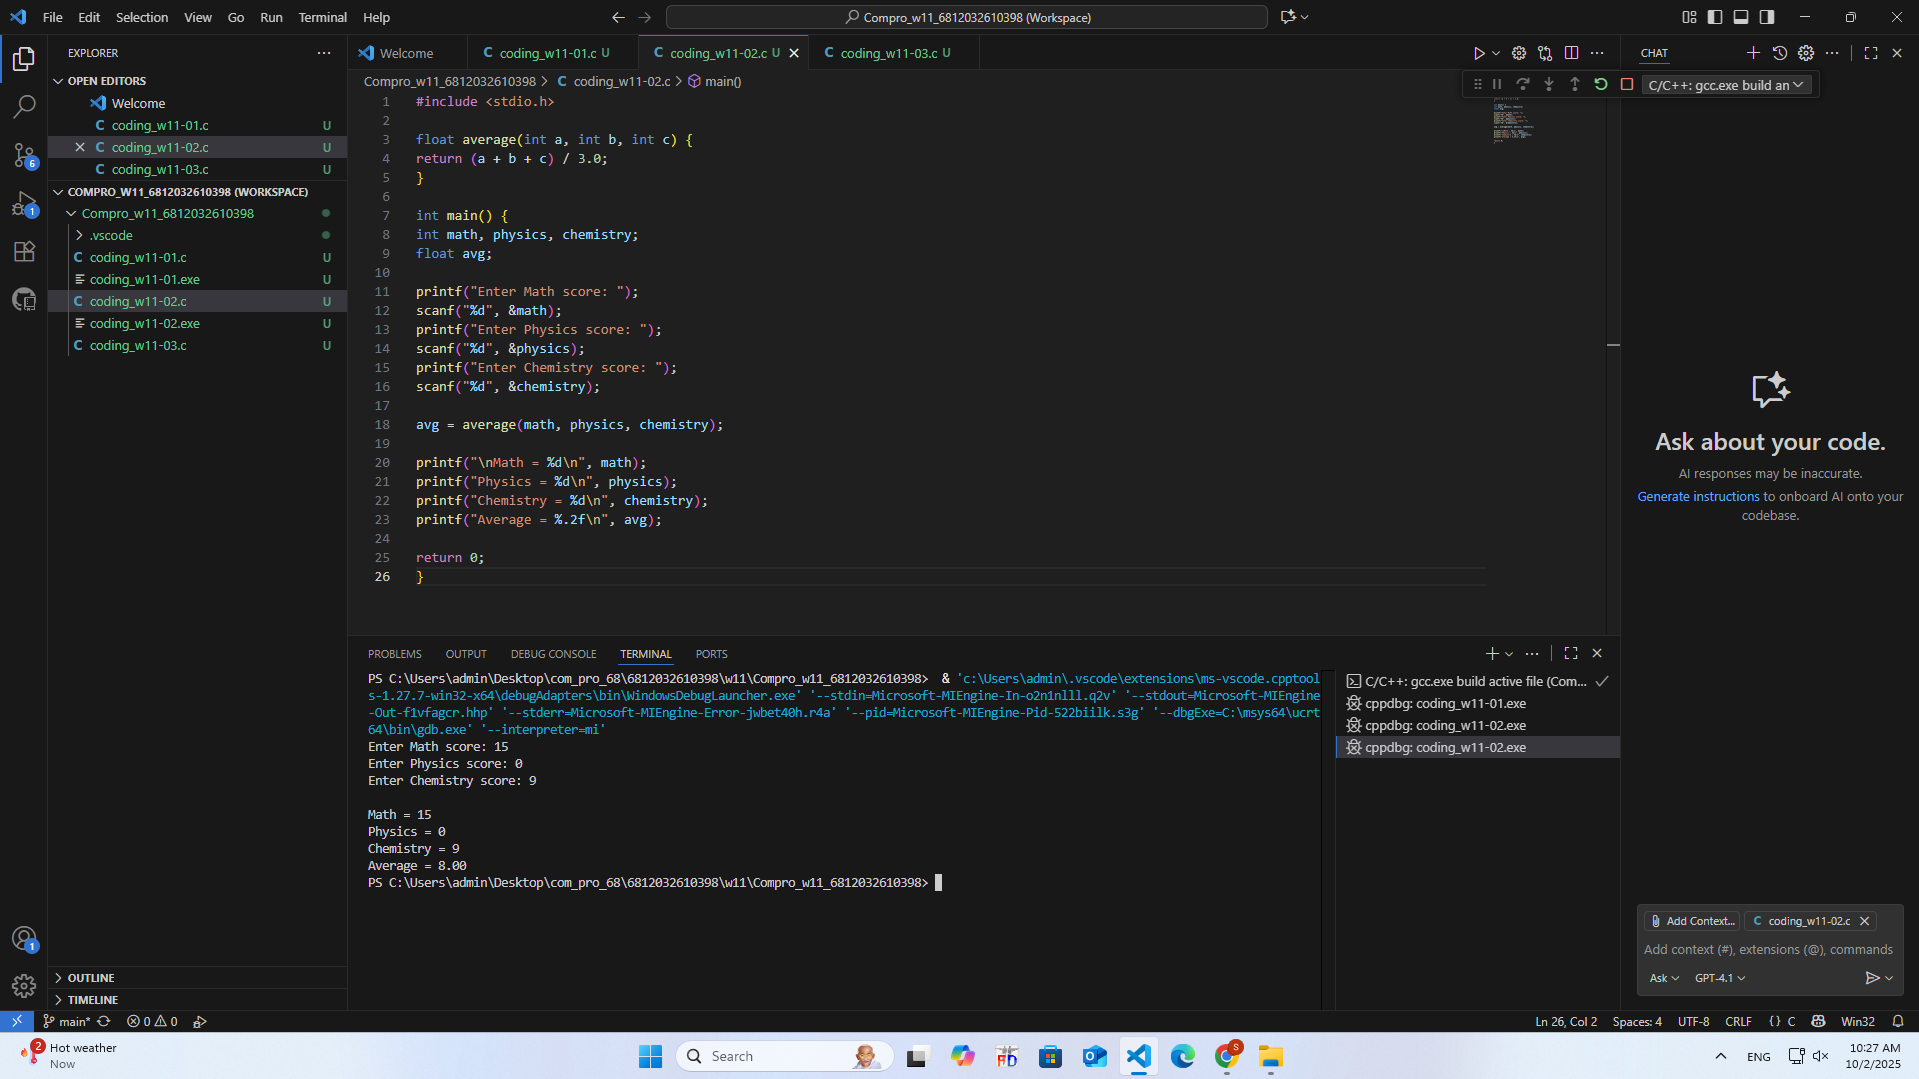 File Edit Selection View Go Run Terminal Help
Compro_w11_6812032610398 (Workspace)
EXPLORER
OPEN EDITORS
Welcome
coding_w11-01.c U
coding_w11-02.c U
coding_w11-03.c U
COMPRO_W11_6812032610398 (WORKSPACE)
Compro_w11_6812032610398
.vscode
C coding_w11-01.c U
coding_w11-01.exe U
C coding_w11-02.c U
coding_w11-02.exe U
C coding_w11-03.c U
OUTLINE
TIMELINE
6
1
1
Welcome
C coding_w11-01.c U
C coding_w11-02.c U
C coding_w11-03.c U
Compro_w11_6812032610398 > C coding_w11-02.c > main()
C/C++: gcc.exe build an
1 #include <stdio.h>
2
3 float average(int a, int b, int c) {
4 return (a + b + c) / 3.0;
5 }
6
7 int main() {
8 int math, physics, chemistry;
9 float avg;
10
11 printf("Enter Math score: ");
12 scanf("%d", &math);
13 printf("Enter Physics score: ");
14 scanf("%d", &physics);
15 printf("Enter Chemistry score: ");
16 scanf("%d", &chemistry);
17
18 avg = average(math, physics, chemistry);
19
20 printf("\nMath = %d\n", math);
21 printf("Physics = %d\n", physics);
22 printf("Chemistry = %d\n", chemistry);
23 printf("Average = %.2f\n", avg);
24
25 return 0;
26 }
PROBLEMS OUTPUT DEBUG CONSOLE TERMINAL PORTS
PS C:\Users\admin\Desktop\com_pro_68\6812032610398\w11\Compro_w11_6812032610398> & 'c:\Users\admin\.vscode\extensions\ms-vscode.cpptool
s-1.27.7-win32-x64\debugAdapters\bin\WindowsDebugLauncher.exe' '--stdin=Microsoft-MIEngine-In-o2n1nlll.q2v' '--stdout=Microsoft-MIEngine
-Out-f1vfagcr.hhp' '--stderr=Microsoft-MIEngine-Error-jwbet40h.r4a' '--pid=Microsoft-MIEngine-Pid-522biilk.s3g' '--dbgExe=C:\msys64\ucrt
64\bin\gdb.exe' '--interpreter=mi'
Enter Math score: 15
Enter Physics score: 0
Enter Chemistry score: 9
Math = 15
Physics = 0
Chemistry = 9
Average = 8.00
PS C:\Users\admin\Desktop\com_pro_68\6812032610398\w11\Compro_w11_6812032610398>
C/C++: gcc.exe build active file (Com...
cppdbg: coding_w11-01.exe
cppdbg: coding_w11-02.exe
cppdbg: coding_w11-02.exe
CHAT
Ask about your code.
AI responses may be inaccurate.
Generate instructions to onboard AI onto your
codebase.
Add Context...
C coding_w11-02.c
Add context (#), extensions (@), commands
Ask GPT-4.1
main* 0 0
Ln 26, Col 2 Spaces: 4 UTF-8 CRLF {} C Win32
2
Hot weather
Now
Search
S
ENG
10:27 AM
10/2/2025